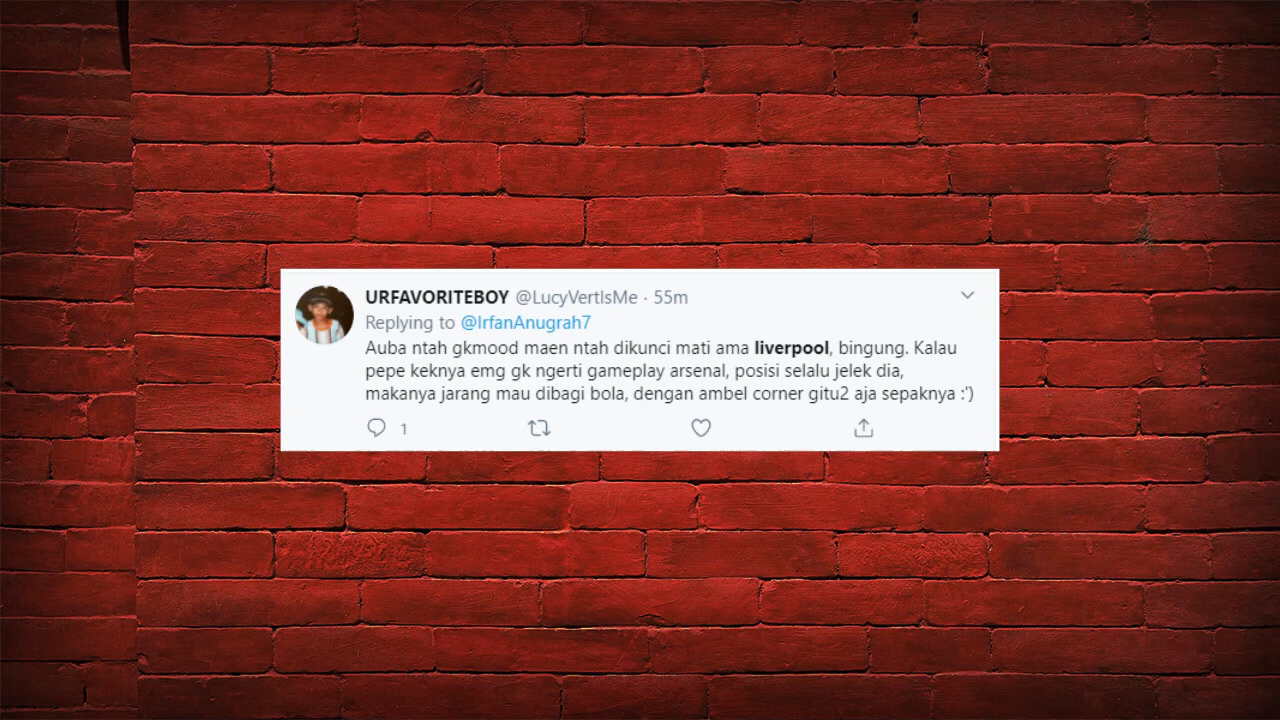 URFAVORITEBOY @LucyVertIsMe · 55m
Replying to @IrfanAnugrah7
Auba ntah gkmood maen ntah dikunci mati ama liverpool, bingung. Kalau
pepe keknya emg gk ngerti gameplay arsenal, posisi selalu jelek dia,
makanya jarang mau dibagi bola, dengan ambel corner gitu2 aja sepaknya :')
1